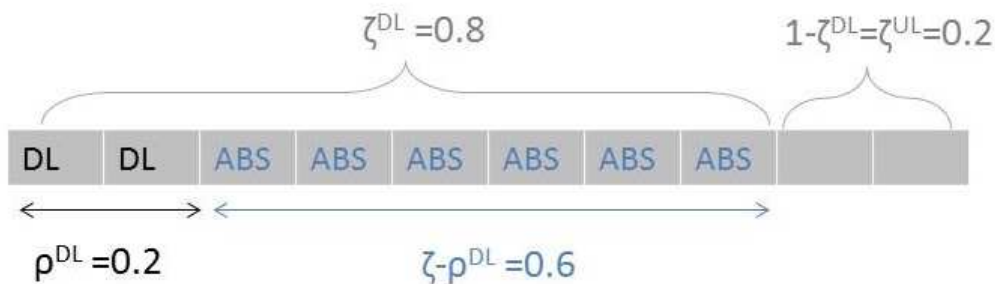 ζᴰᴸ =0.8
1-ζᴰᴸ=ζᵁᴸ=0.2
DL DL ABS ABS ABS ABS ABS ABS
ρᴰᴸ =0.2
ζ-ρᴰᴸ =0.6